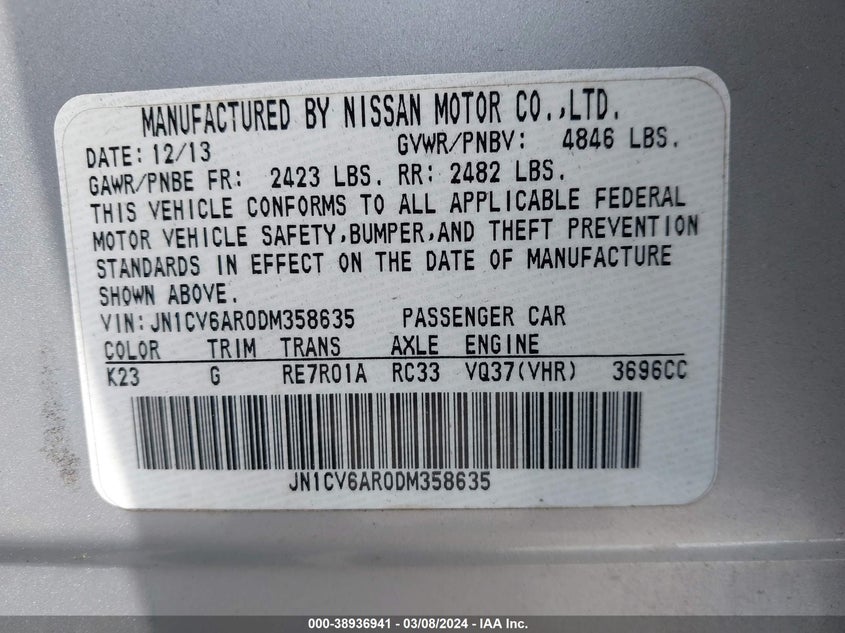 MANUFACTURED BY NISSAN MOTOR CO.,LTD.
DATE: 12/13 GVWR/PNBV: 4846 LBS.
GAWR/PNBE FR: 2423 LBS. RR: 2482 LBS.
THIS VEHICLE CONFORMS TO ALL APPLICABLE FEDERAL
MOTOR VEHICLE SAFETY,BUMPER,AND THEFT PREVENTION
STANDARDS IN EFFECT ON THE DATE OF MANUFACTURE
SHOWN ABOVE.
VIN:JN1CV6AR0DM358635 PASSENGER CAR
COLOR TRIM TRANS AXLE ENGINE
K23 G RE7R01A RC33 VQ37(VHR) 3696CC
JN1CV6AR0DM358635
000-38936941 - 03/08/2024 - IAA Inc.